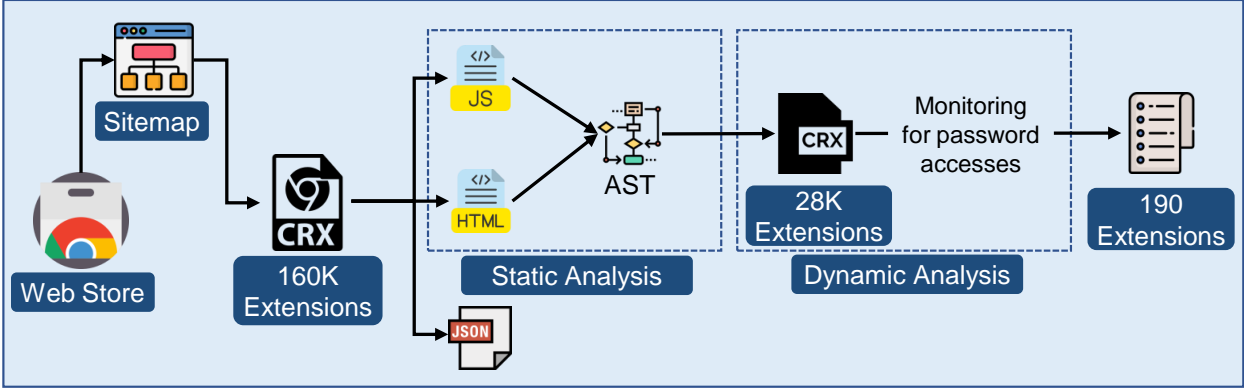 Sitemap
Web Store
CRX
160K
Extensions
</>
JS
</>
HTML
JSON
AST
Static Analysis
CRX
28K
Extensions
Monitoring
for password
accesses
Dynamic Analysis
190
Extensions